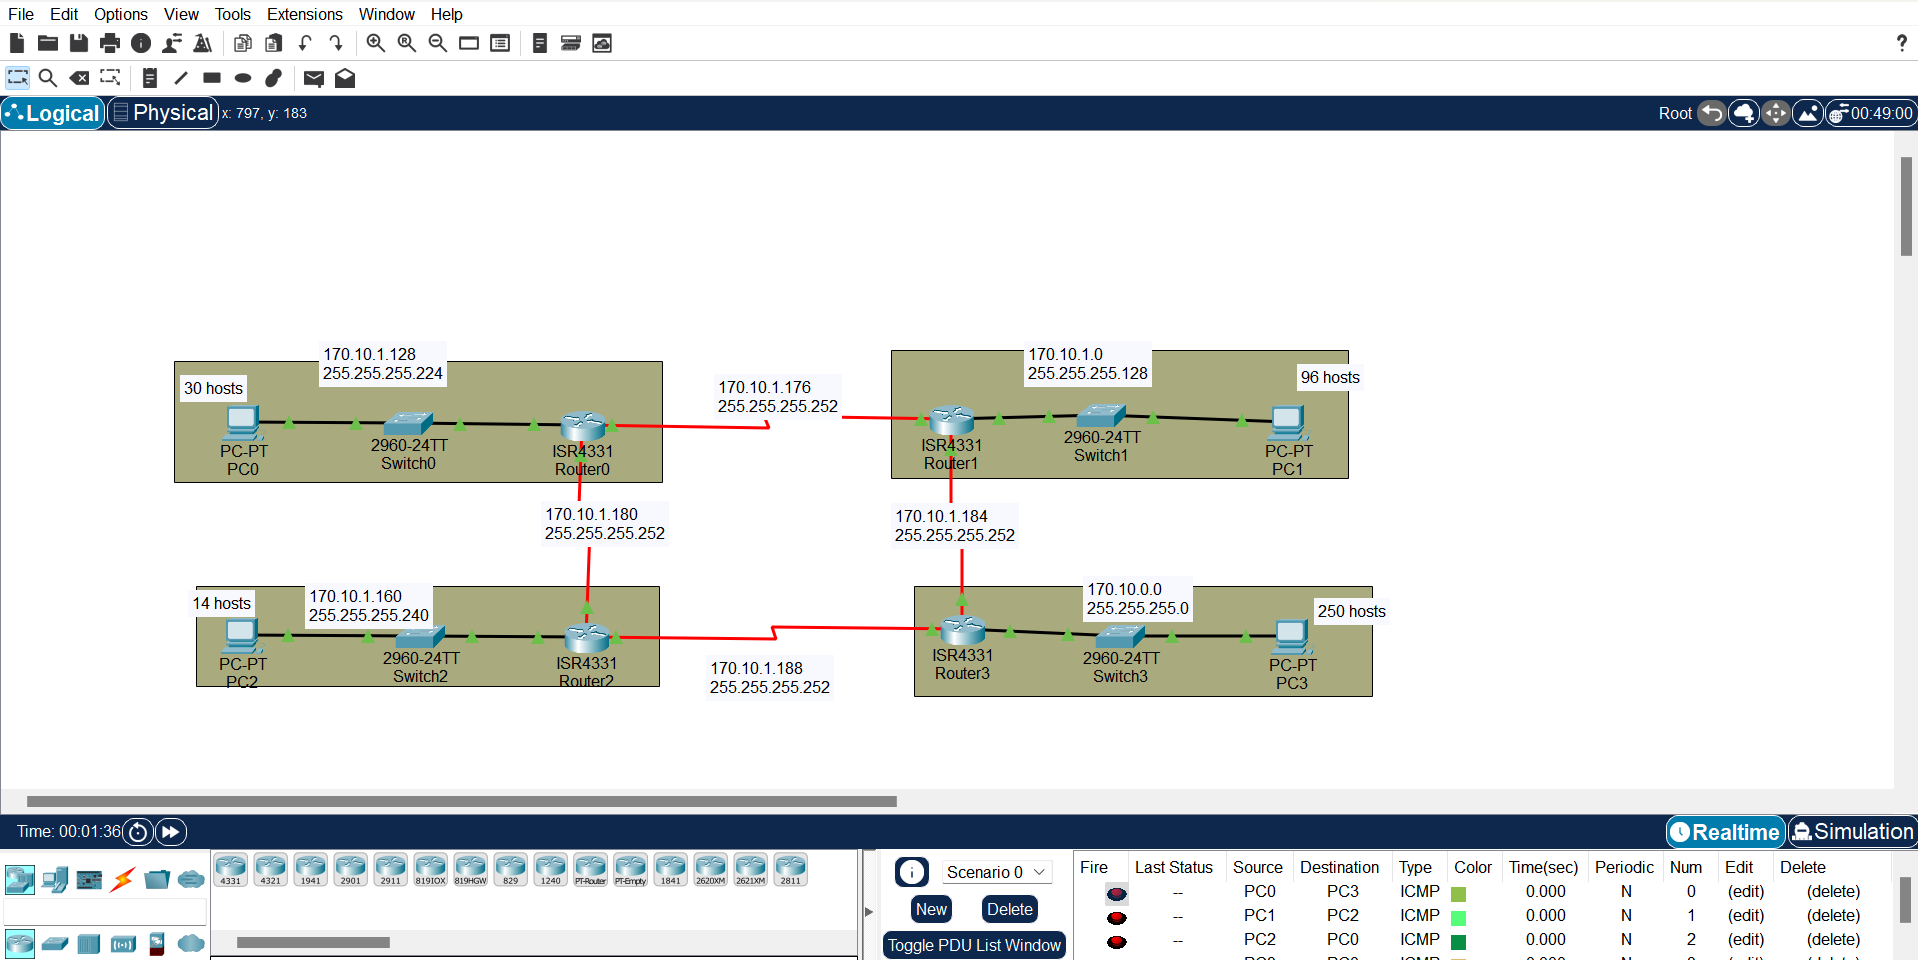 File Edit Options View Tools Extensions Window Help
?
Logical Physical x: 797, y: 183
Root 00:49:00
170.10.1.128
255.255.255.224
30 hosts
PC-PT
PC0
2960-24TT
Switch0
ISR4331
Router0
170.10.1.176
255.255.255.252
170.10.1.0
255.255.255.128
96 hosts
ISR4331
Router1
2960-24TT
Switch1
PC-PT
PC1
170.10.1.180
255.255.255.252
170.10.1.184
255.255.255.252
14 hosts
170.10.1.160
255.255.255.240
PC-PT
PC2
2960-24TT
Switch2
ISR4331
Router2
170.10.1.188
255.255.255.252
170.10.0.0
255.255.255.0
250 hosts
ISR4331
Router3
2960-24TT
Switch3
PC-PT
PC3
Time: 00:01:36
Realtime Simulation
4331 4321 1941 2901 2911 819IOX 819HGW 829 1240 PT-Router PT-Empty 1841 2620XM 2621XM 2811
Scenario 0
New Delete
Toggle PDU List Window
Fire Last Status Source Destination Type Color Time(sec) Periodic Num Edit Delete
-- PC0 PC3 ICMP 0.000 N 0 (edit) (delete)
-- PC1 PC2 ICMP 0.000 N 1 (edit) (delete)
-- PC2 PC0 ICMP 0.000 N 2 (edit) (delete)